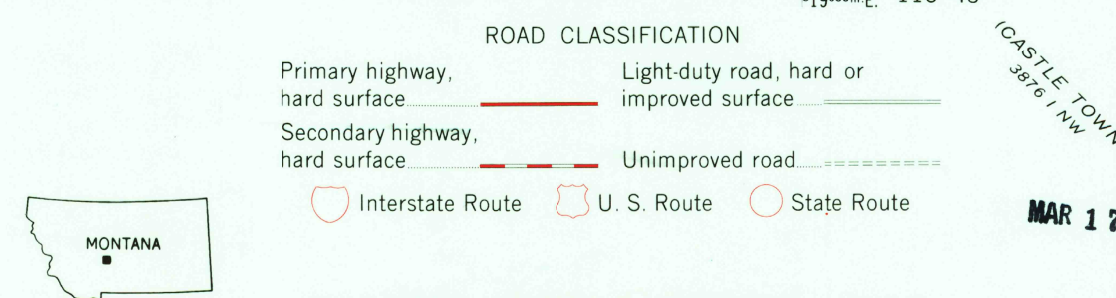 ROAD CLASSIFICATION
Primary highway,
hard surface
Light-duty road, hard or
improved surface
Secondary highway,
hard surface
Unimproved road
Interstate Route
U. S. Route
State Route
MONTANA
(CASTLE TOWN
3876 I NW
MAR 1